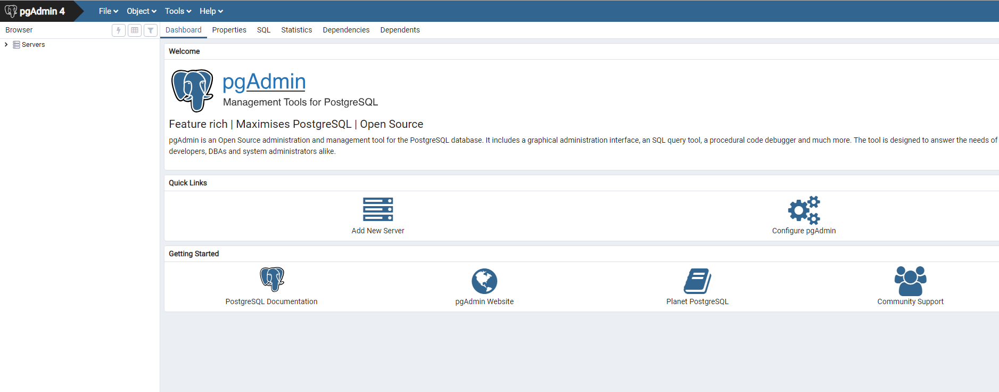 pgAdmin 4
File Object Tools Help
Browser
Dashboard Properties SQL Statistics Dependencies Dependents
Servers
Welcome
pgAdmin
Management Tools for PostgreSQL
Feature rich | Maximises PostgreSQL | Open Source
pgAdmin is an Open Source administration and management tool for the PostgreSQL database. It includes a graphical administration interface, an SQL query tool, a procedural code debugger and much more. The tool is designed to answer the needs of
developers, DBAs and system administrators alike.
Quick Links
Add New Server
Configure pgAdmin
Getting Started
PostgreSQL Documentation
pgAdmin Website
Planet PostgreSQL
Community Support